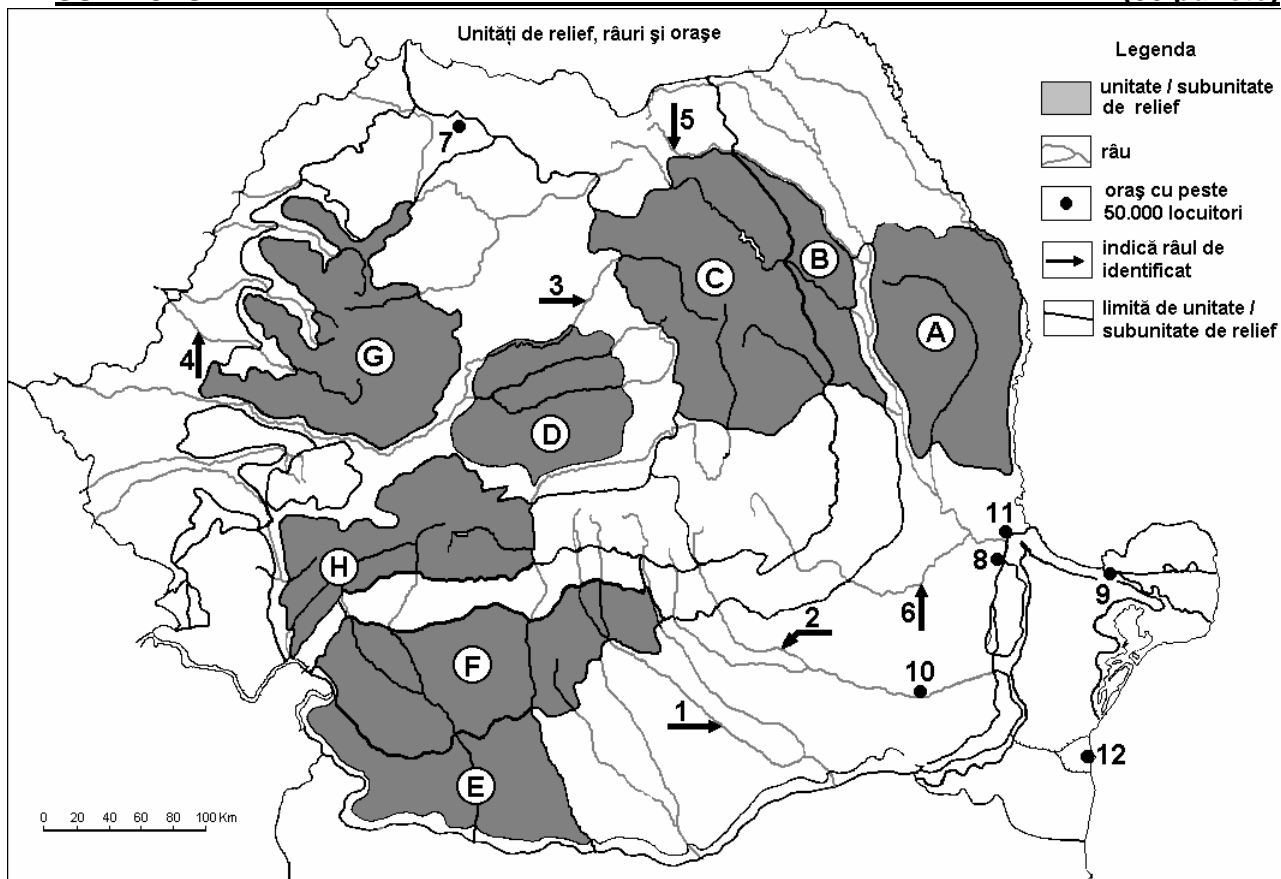 Unități de relief, râuri și orașe
Legenda
unitate / subunitate
de relief
râu
oraș cu peste
50.000 locuitori
indică râul de
identificat
limită de unitate /
subunitate de relief
5
7
B
C
A
3
G
4
D
11
8
9
H
6
2
F
10
1
12
E
0 20 40 60 80 100 Km